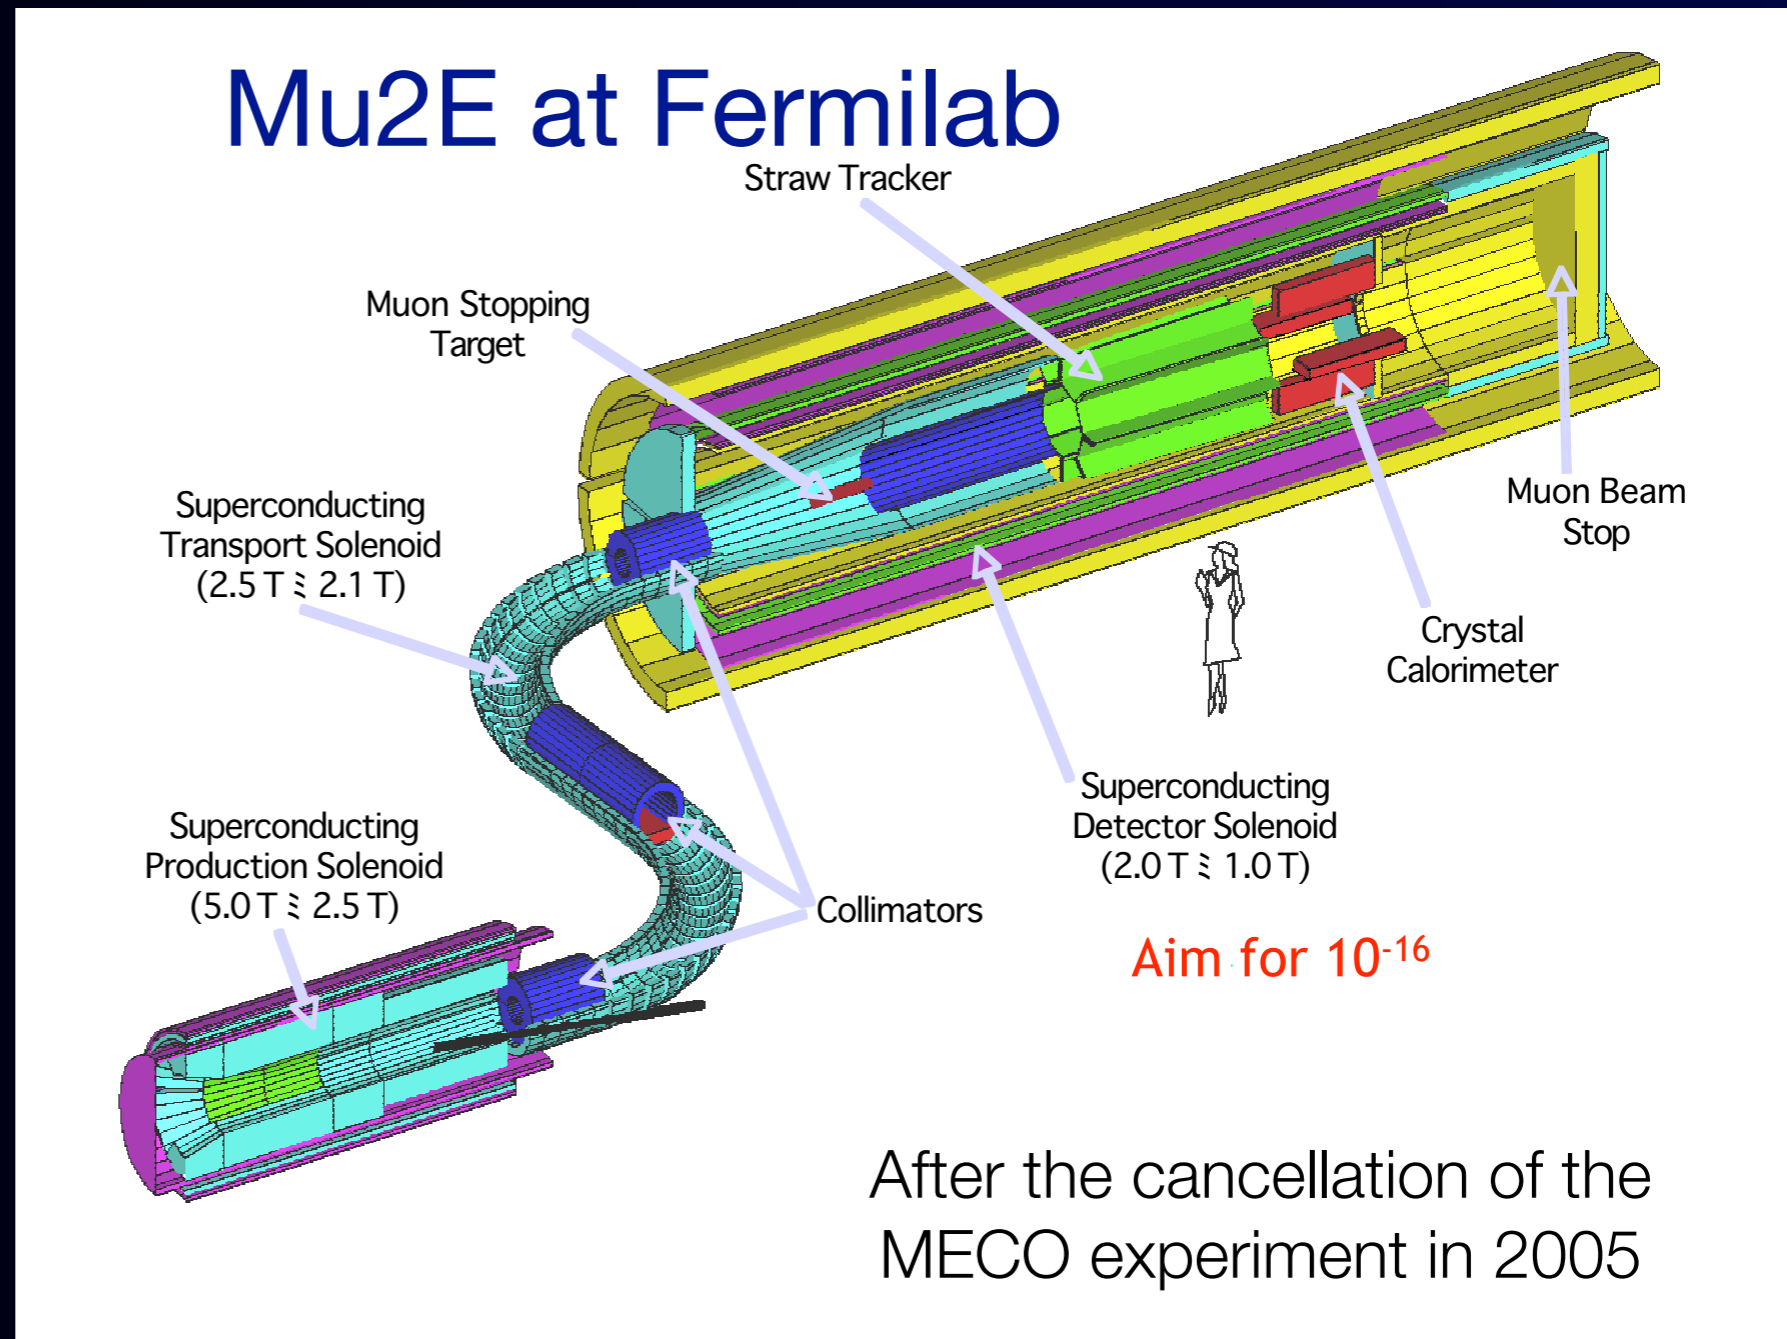 Mu2E at Fermilab
Straw Tracker
Muon Stopping
Target
Superconducting
Transport Solenoid
(2.5 T ⋮ 2.1 T)
Muon Beam
Stop
Crystal
Calorimeter
Superconducting
Detector Solenoid
(2.0 T ⋮ 1.0 T)
Superconducting
Production Solenoid
(5.0 T ⋮ 2.5 T)
Collimators
Aim for 10⁻¹⁶
After the cancellation of the
MECO experiment in 2005